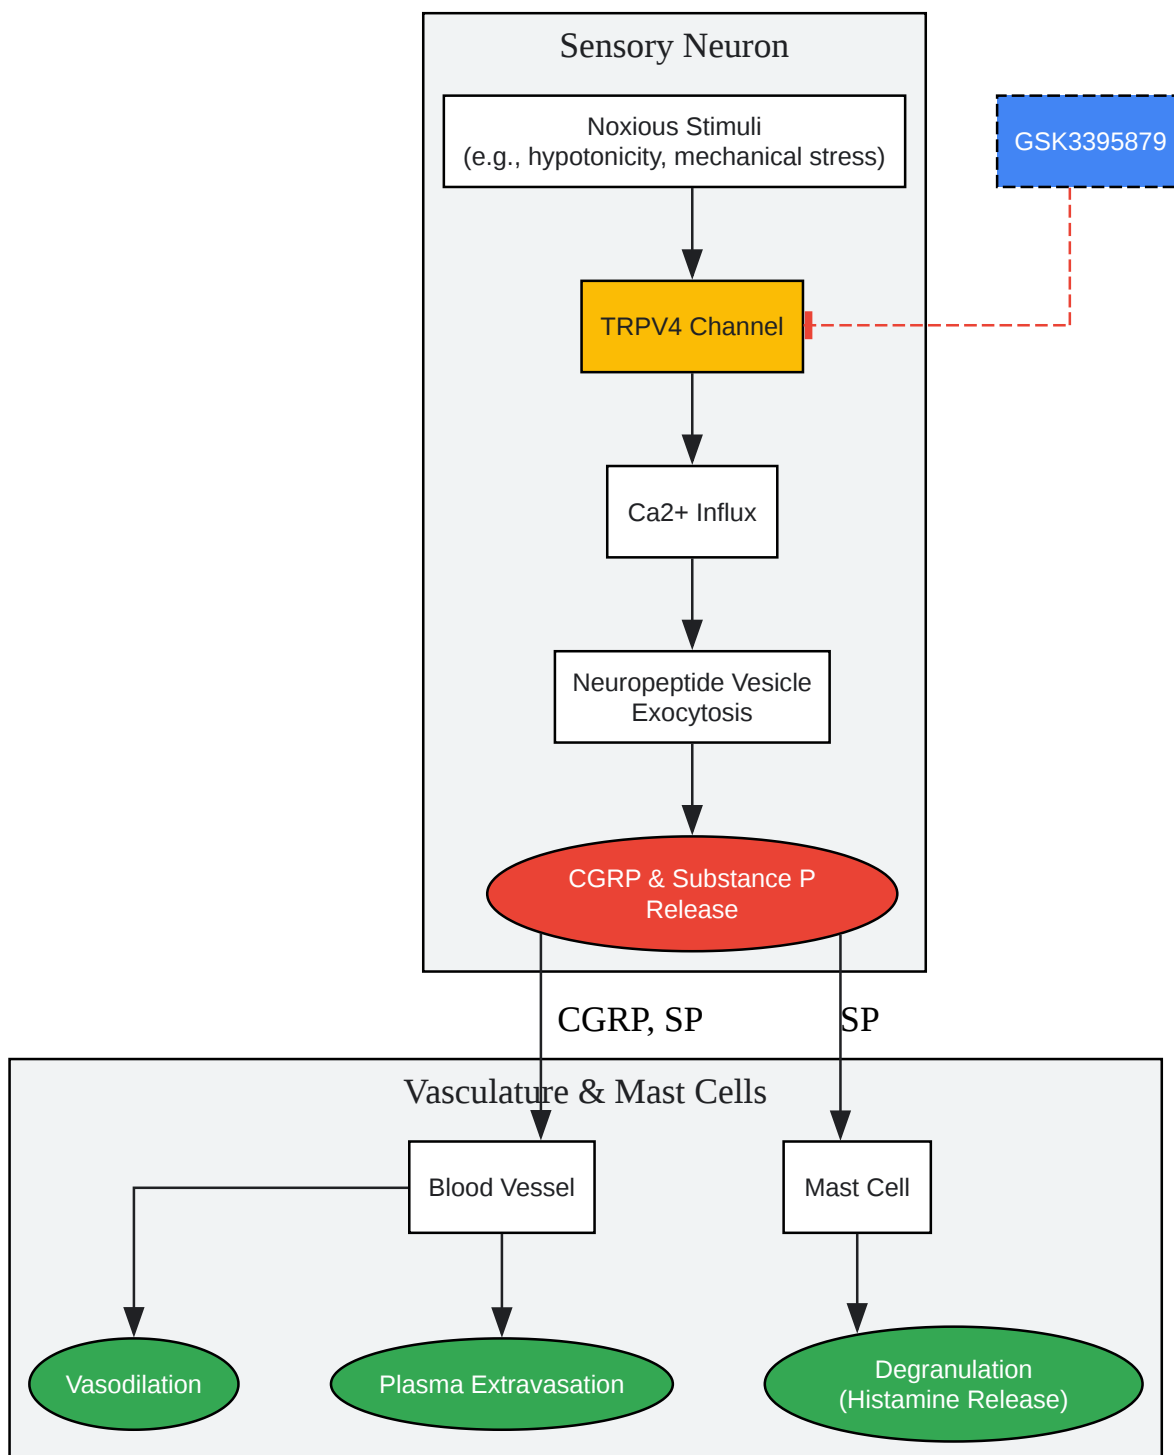 Sensory Neuron
Noxious Stimuli
(e.g., hypotonicity, mechanical stress)
GSK3395879
TRPV4 Channel
Ca2+ Influx
Neuropeptide Vesicle
Exocytosis
CGRP & Substance P
Release
CGRP, SP
SP
Vasculature & Mast Cells
Blood Vessel
Mast Cell
Vasodilation
Plasma Extravasation
Degranulation
(Histamine Release)